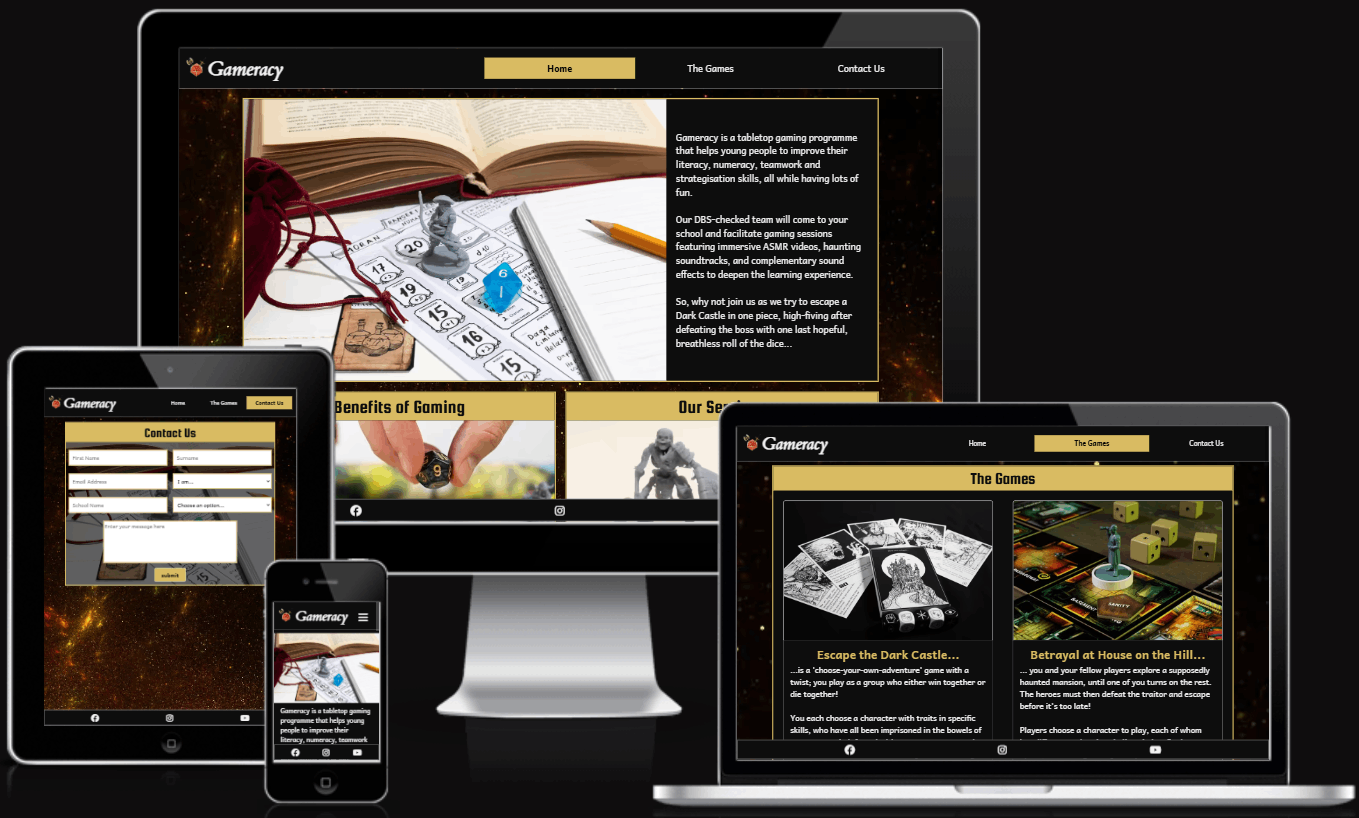 Gameracy
Home
The Games
Contact Us
Gameracy is a tabletop gaming programme
that helps young people to improve their
literacy, numeracy, teamwork and
strategisation skills, all while having lots of
fun.
Our DBS-checked team will come to your
school and facilitate gaming sessions
featuring immersive ASMR videos, haunting
soundtracks, and complementary sound
effects to deepen the learning experience.
So, why not join us as we try to escape a
Dark Castle in one piece, high-fiving after
defeating the boss with one last hopeful,
breathless roll of the dice...
20
17
19
16
15
6
1
Benefits of Gaming
Our
9
Gameracy
Home
The Games
Contact Us
Contact Us
First Name
Surname
Email Address
I am...
School Name
Choose an option...
Enter your message here
15
submit
Gameracy
Gameracy is a tabletop gaming
programme that helps young
people to improve their
literacy, numeracy, teamwork
Gameracy
Home
The Games
Contact Us
The Games
Escape the Dark Castle...
...is a 'choose-your-own-adventure' game with a
twist; you play as a group who either win together or
die together!
You each choose a character with traits in specific
skills, who have all been imprisoned in the bowels of
BASEMENT
SANITY
Betrayal at House on the Hill...
... you and your fellow players explore a supposedly
haunted mansion, until one of you turns on the rest.
The heroes must then defeat the traitor and escape
before it's too late!
Players choose a character to play, each of whom